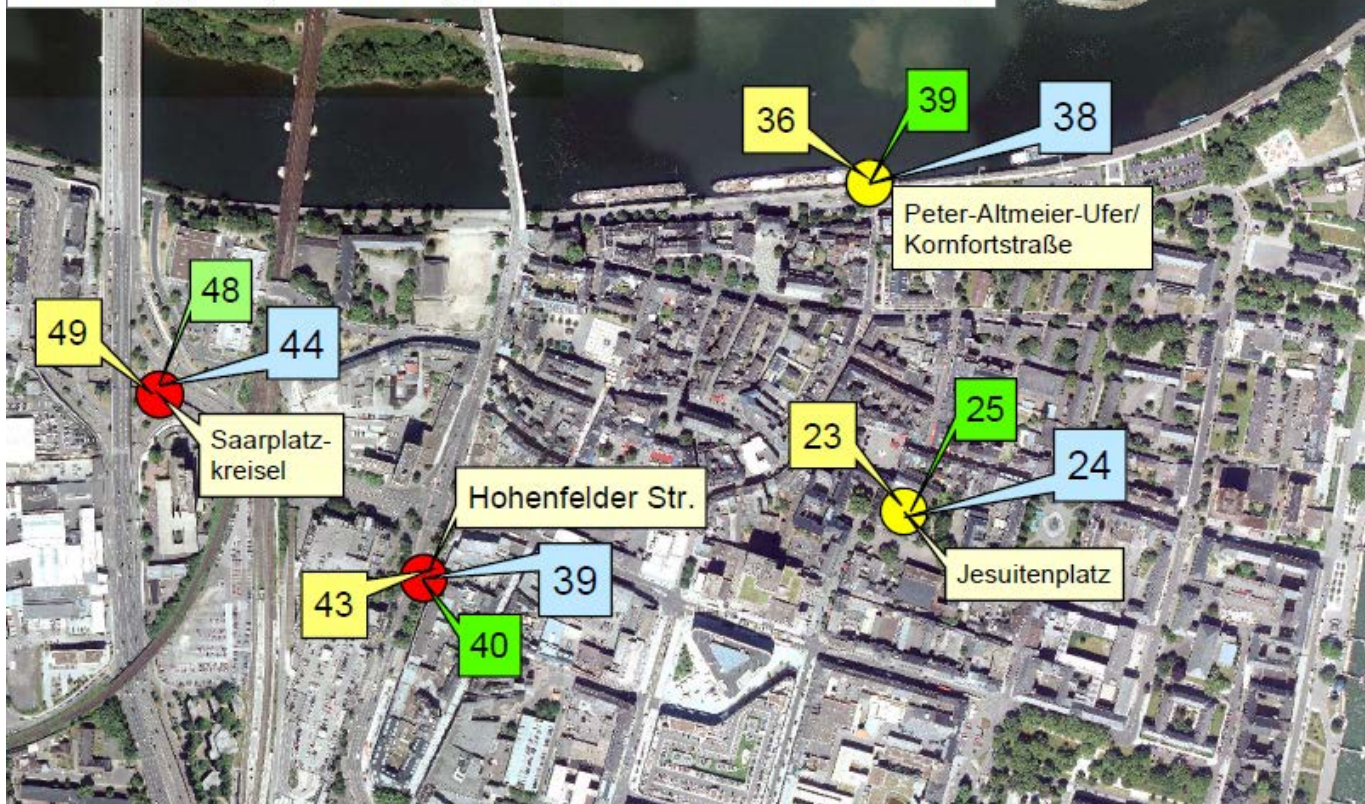 36
39
38
Peter-Altmeier-Ufer/
Kornfortstraße
49
48
44
Saarplatz-
kreisel
23
25
24
Jesuitenplatz
Hohenfelder Str.
43
39
40